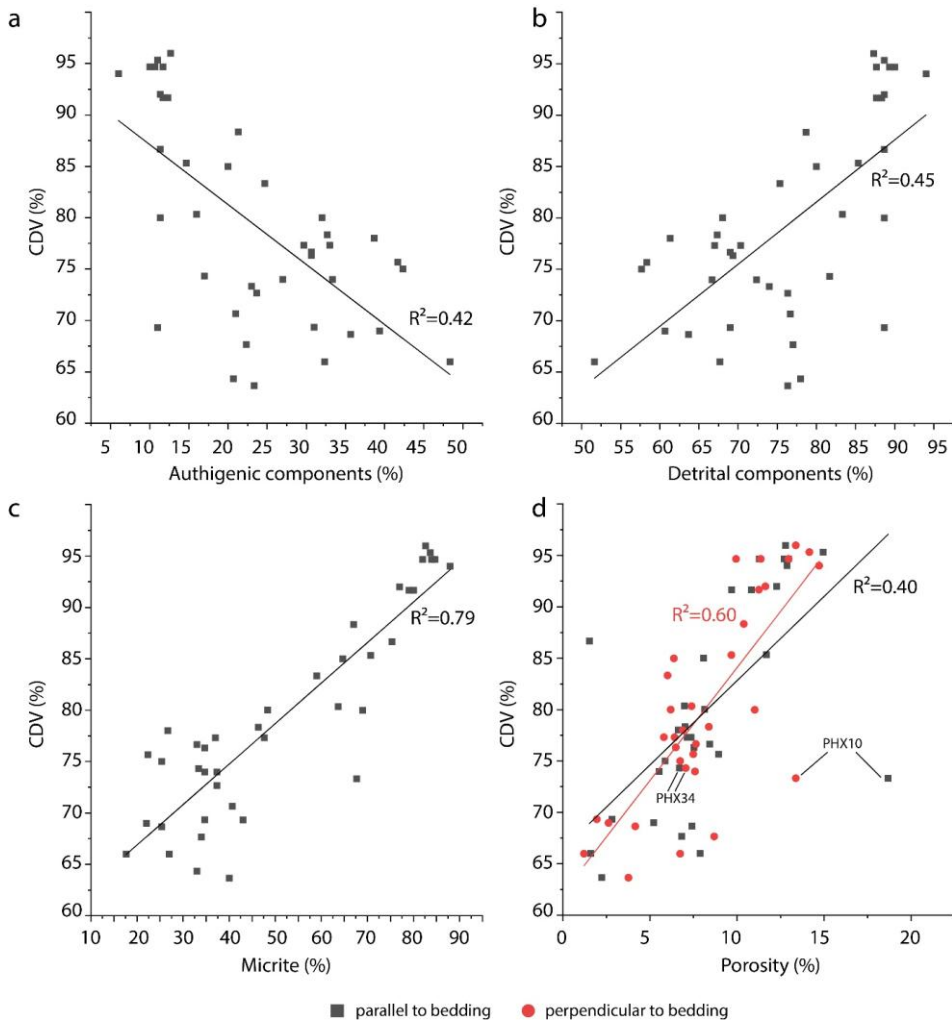 a
95
90
85
80
75
70
65
60
CDV (%)
R²=0.42
5 10 15 20 25 30 35 40 45 50
Authigenic components (%)
b
95
90
85
80
75
70
65
60
CDV (%)
R²=0.45
50 55 60 65 70 75 80 85 90 95
Detrital components (%)
c
95
90
85
80
75
70
65
60
CDV (%)
R²=0.79
10 20 30 40 50 60 70 80 90
Micrite (%)
d
95
90
85
80
75
70
65
60
CDV (%)
R²=0.60
R²=0.40
PHX10
PHX34
0 5 10 15 20
Porosity (%)
parallel to bedding perpendicular to bedding